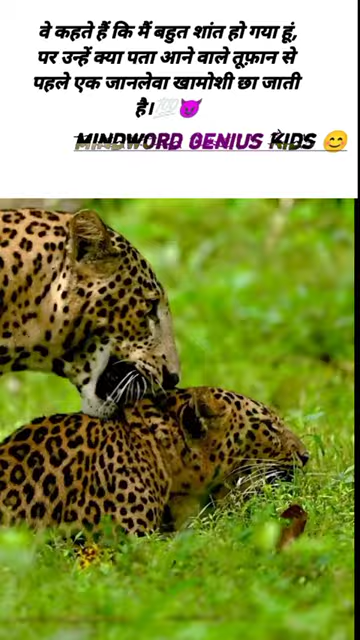 वे कहते हैं कि मैं बहुत शांत हो गया हूं,
पर उन्हें क्या पता आने वाले तूफ़ान से
पहले एक जानलेवा खामोशी छा जाती
है।💯😈
MINDWORD GENIUS KIDS 😊